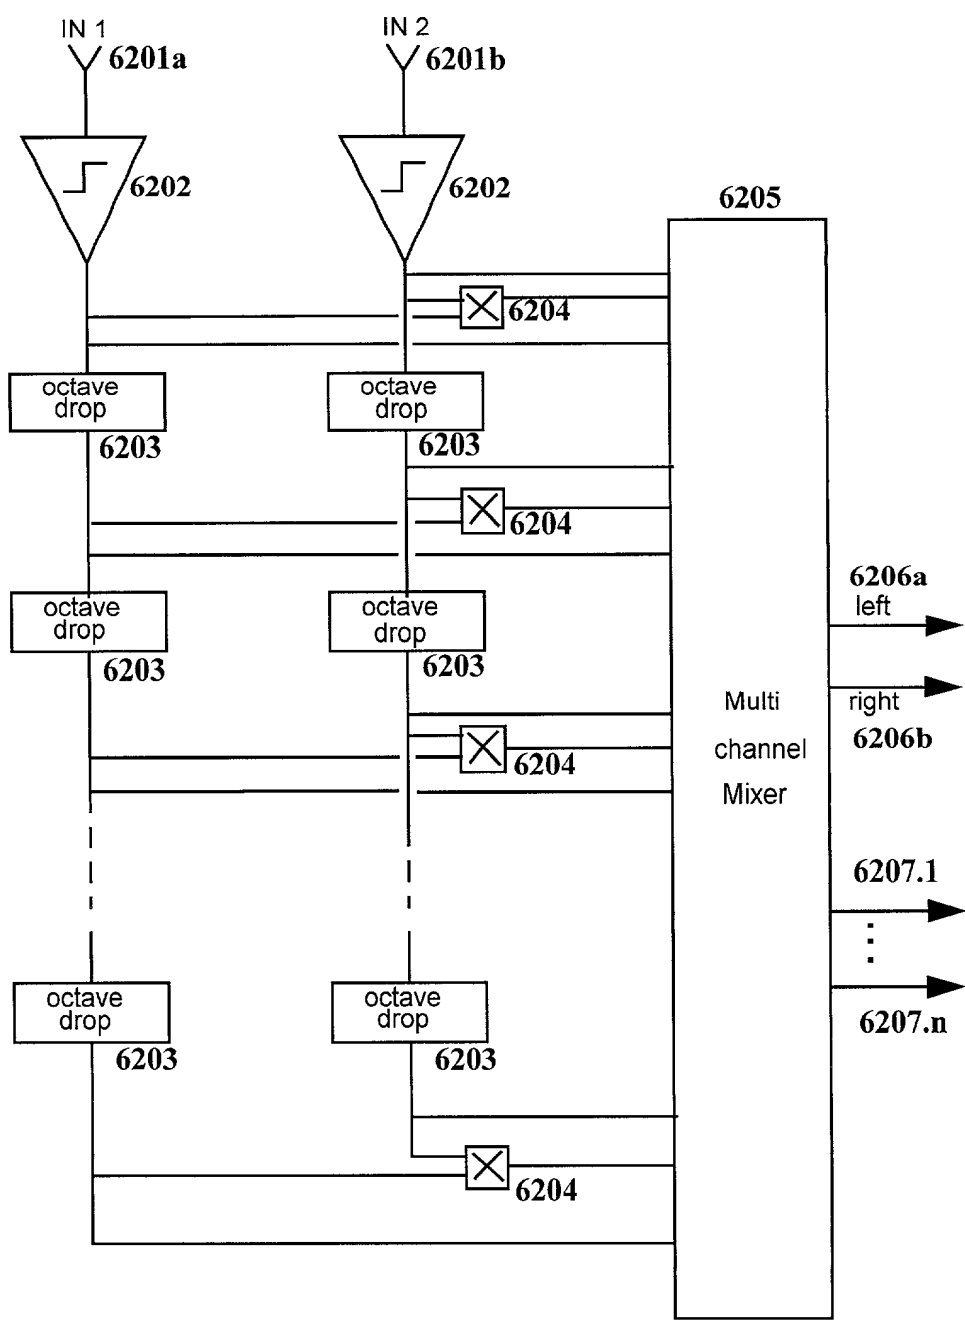 IN 1
6201a
IN 2
6201b
6202
6202
6205
6204
octave
drop
6203
octave
drop
6203
6204
octave
drop
6203
octave
drop
6203
6206a
left
right
6206b
Multi
channel
Mixer
6204
6207.1
6207.n
octave
drop
6203
octave
drop
6203
6204